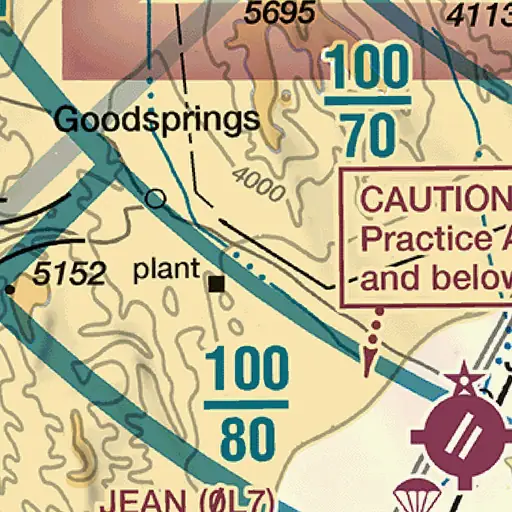 5695
4113
100
70
Goodsprings
4000
CAUTION
Practice A
and below
5152
plant
100
80
JEAN (ØL7)